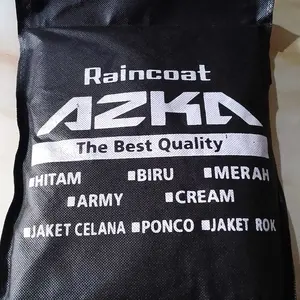 Raincoat
AZKA
The Best Quality
HITAM BIRU MERAH
ARMY CREAM
JAKET CELANA PONCO JAKET ROK